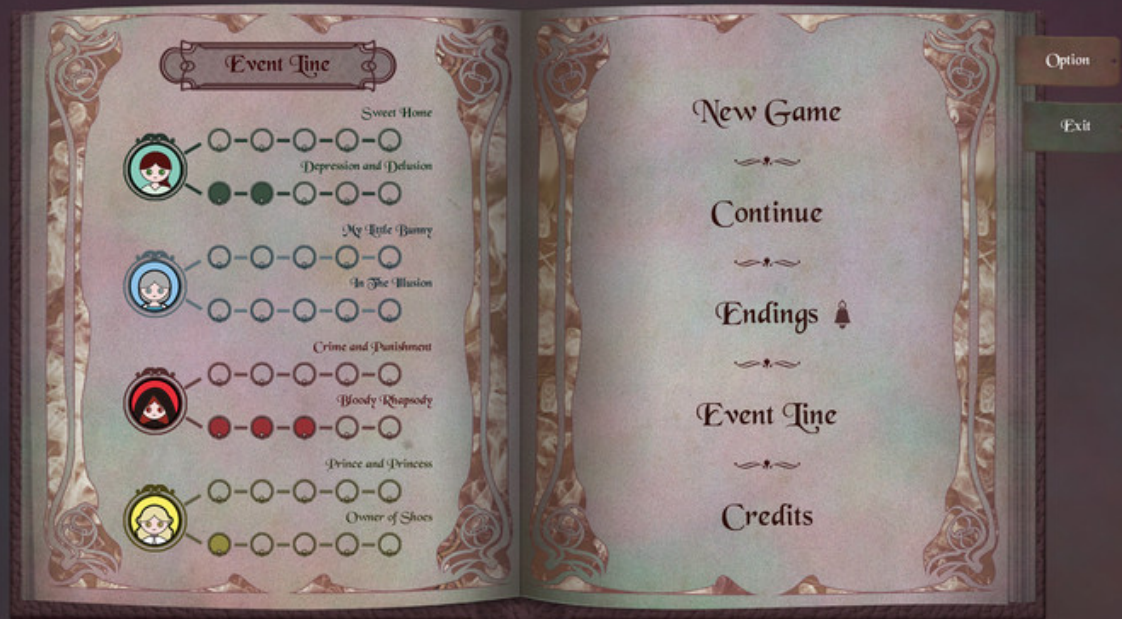 Event Line
Sweet Home
Depression and Delusion
My Little Bunny
In The Illusion
Crime and Punishment
Bloody Rhapsody
Prince and Princess
Owner of Shoes
New Game
Continue
Endings
Event Line
Credits
Option
Exit